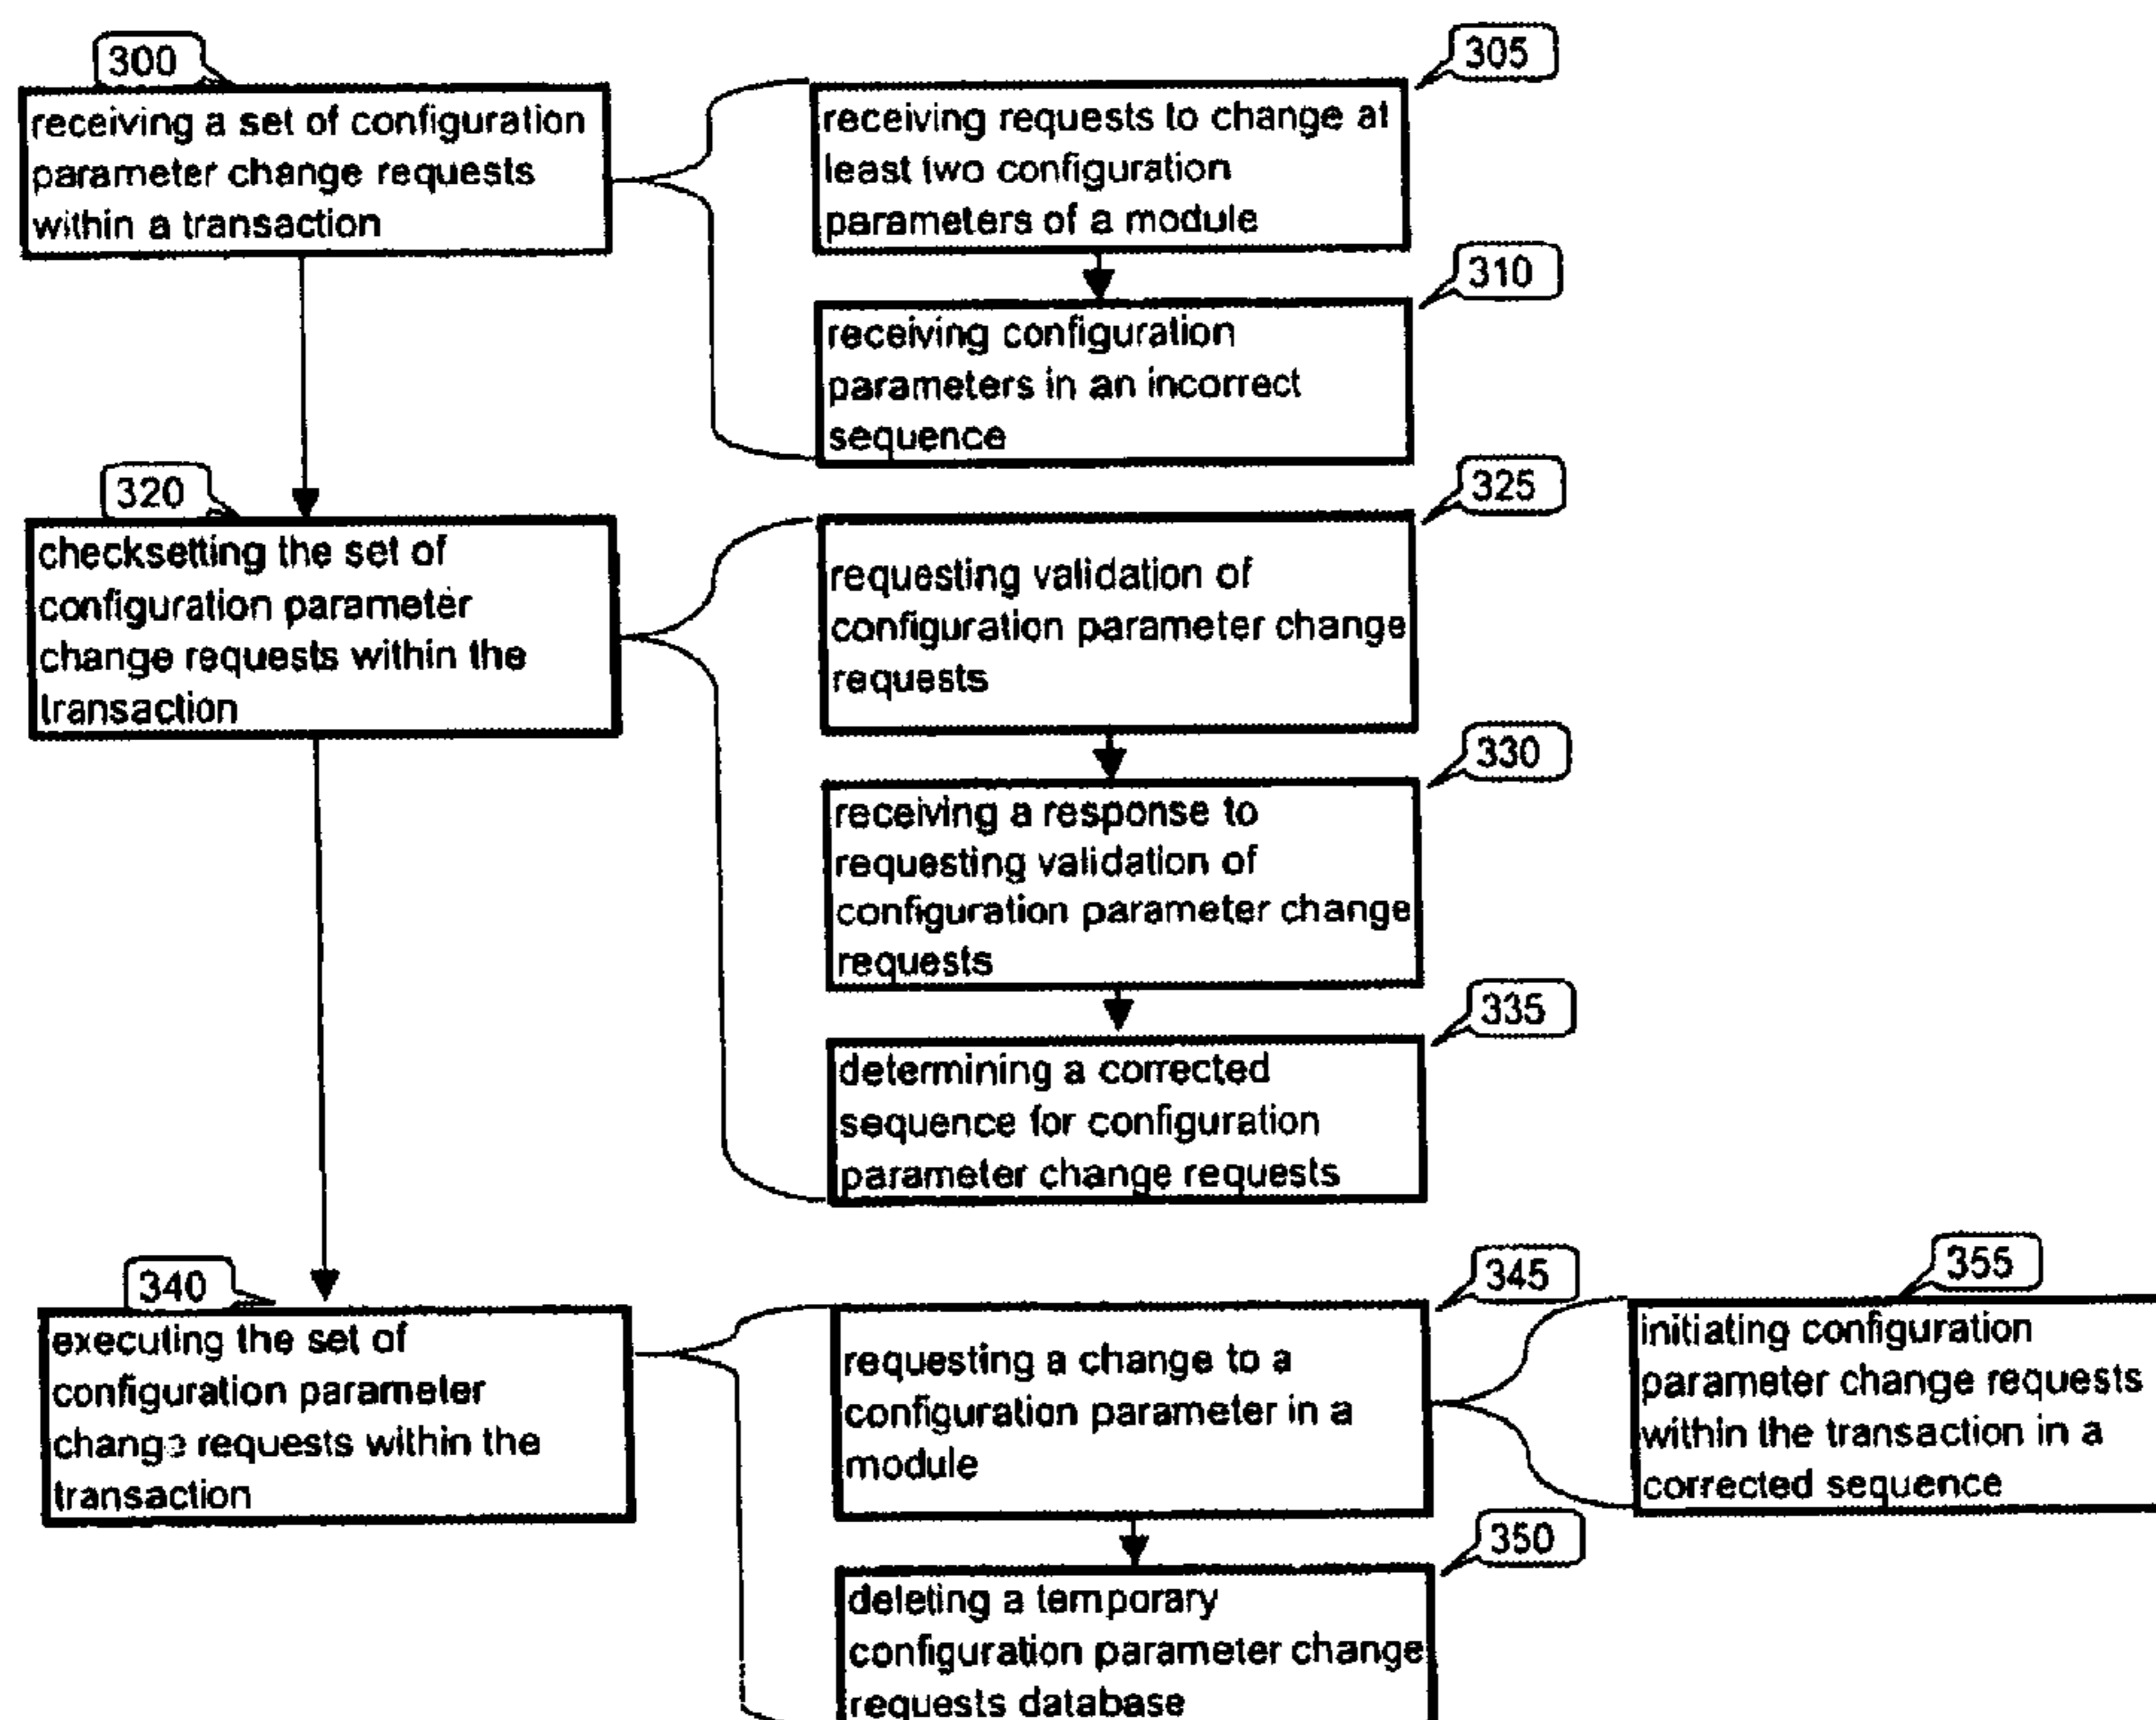 300
receiving a set of configuration
parameter change requests
within a transaction
305
receiving requests to change at
least two configuration
parameters of a module
310
receiving configuration
parameters in an incorrect
sequence
320
checksetting the set of
configuration parameter
change requests within the
transaction
325
requesting validation of
configuration parameter change
requests
330
receiving a response to
requesting validation of
configuration parameter change
requests
335
determining a corrected
sequence for configuration
parameter change requests
340
executing the set of
configuration parameter
change requests within the
transaction
345
requesting a change to a
configuration parameter in a
module
355
initiating configuration
parameter change requests
within the transaction in a
corrected sequence
350
deleting a temporary
configuration parameter change
requests database